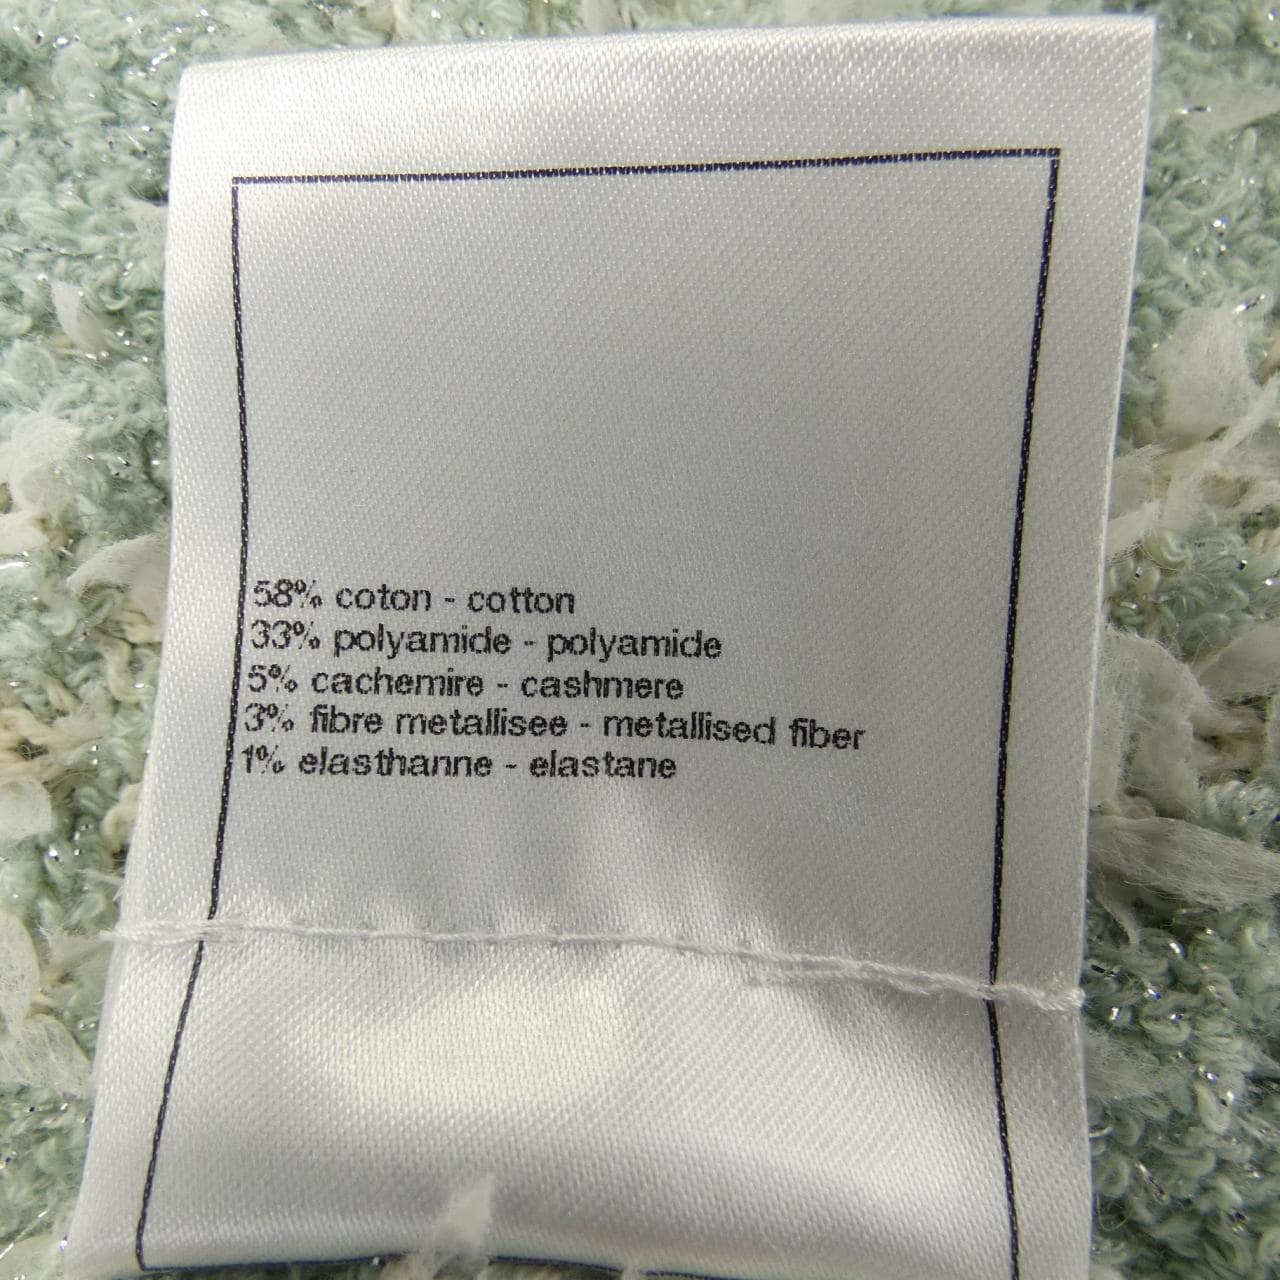 58% coton - cotton
33% polyamide - polyamide
5% cachemire - cashmere
3% fibre metallisee - metallised fiber
1% elasthanne - elastane